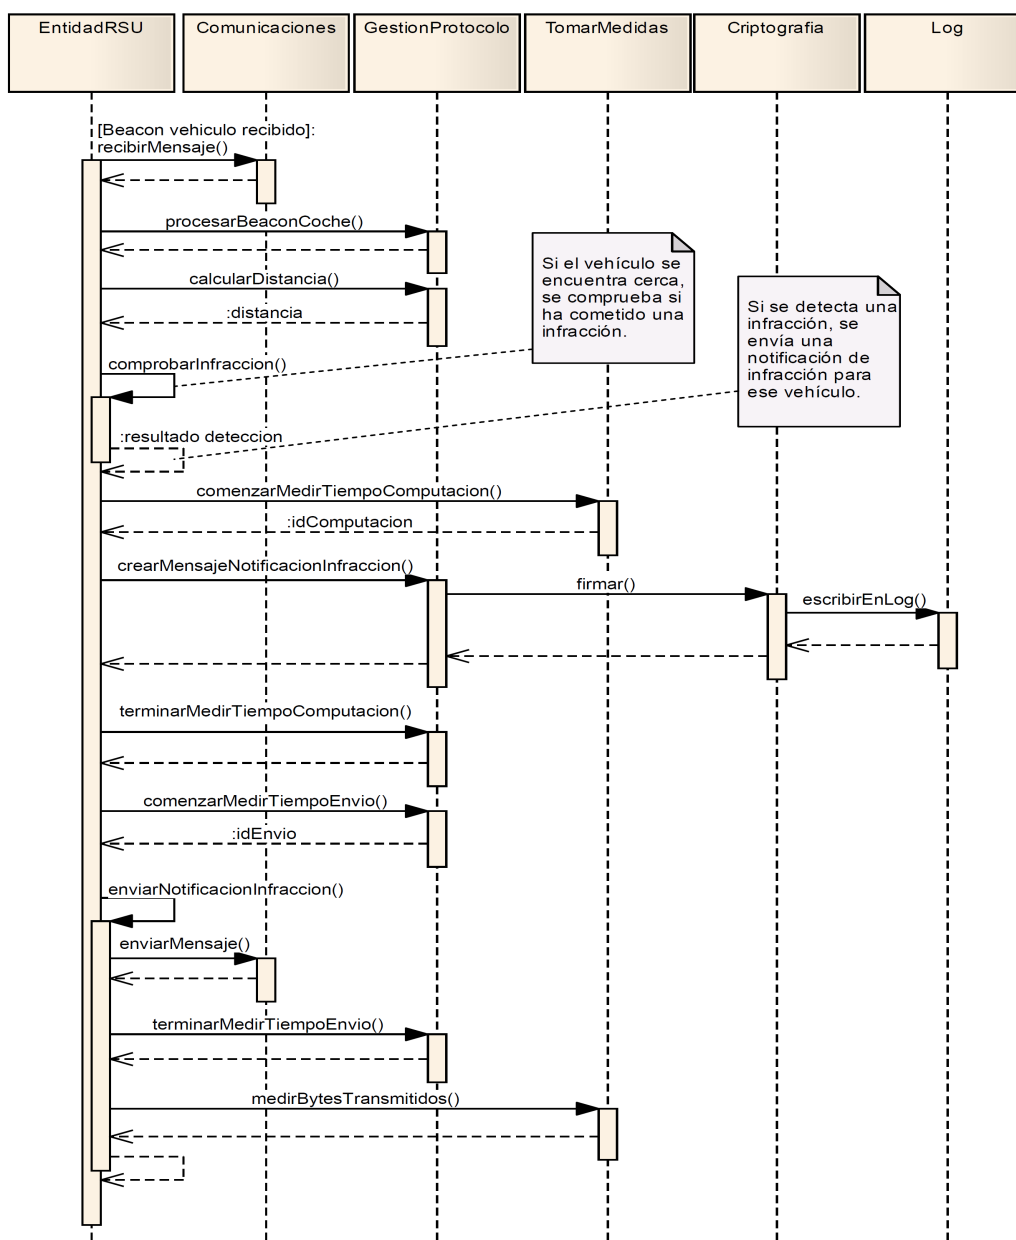 EntidadRSU
Comunicaciones
GestionProtocolo
TomarMedidas
Criptografia
Log
[Beacon vehiculo recibido]:
recibirMensaje()
procesarBeaconCoche()
Si el vehículo se
encuentra cerca,
se comprueba si
ha cometido una
infracción.
calcularDistancia()
:distancia
Si se detecta una
infracción, se
envía una
notificación de
infracción para
ese vehículo.
comprobarInfraccion()
:resultado deteccion
comenzarMedirTiempoComputacion()
:idComputacion
crearMensajeNotificacionInfraccion()
firmar()
escribirEnLog()
terminarMedirTiempoComputacion()
comenzarMedirTiempoEnvio()
:idEnvio
enviarNotificacionInfraccion()
enviarMensaje()
terminarMedirTiempoEnvio()
medirBytesTransmitidos()